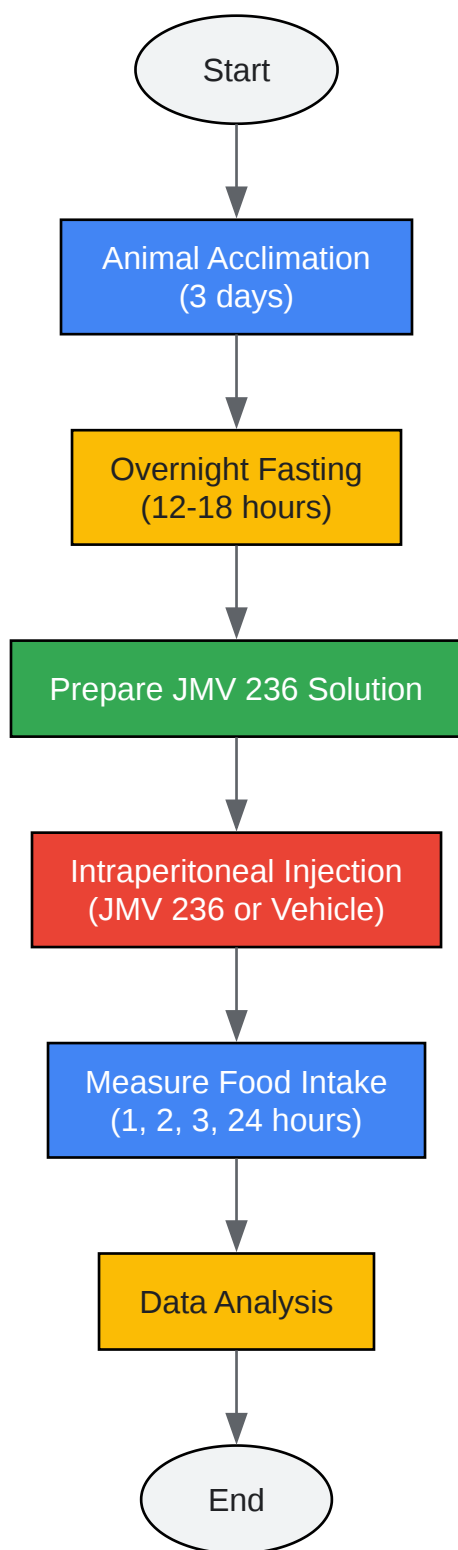 Start
Animal Acclimation
(3 days)
Overnight Fasting
(12-18 hours)
Prepare JMV 236 Solution
Intraperitoneal Injection
(JMV 236 or Vehicle)
Measure Food Intake
(1, 2, 3, 24 hours)
Data Analysis
End